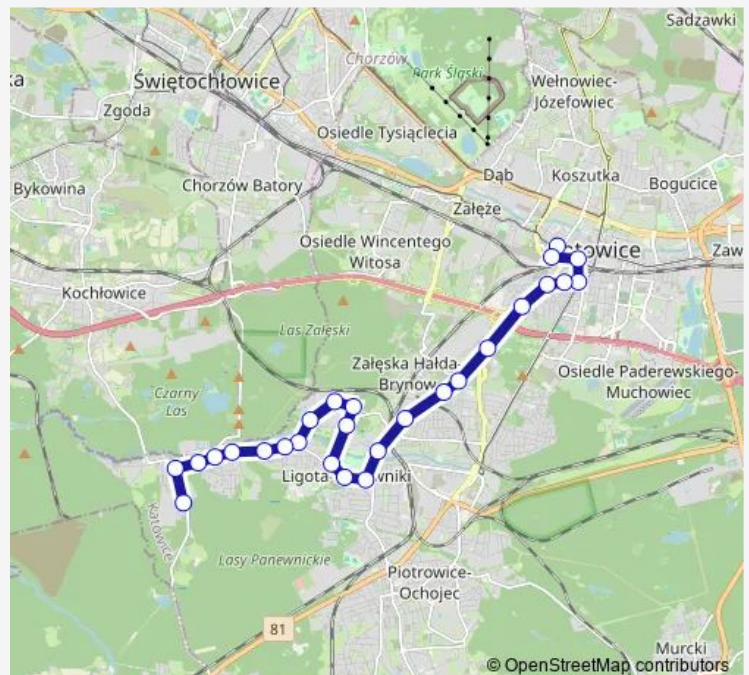 Sadzawki
Chorzów
Park Śląski
Świętochłowice
Wełnowiec-
Józefowiec
Zgoda
Osiedle Tysiąclecia
Dąb
Koszutka
Bykowina
Chorzów Batory
Bogucice
Załęże
Osiedle Wincentego
Witosa
towice
Zaw
Kochłowice
Las Załęski
Załęska Hałda-
Brynów
Osiedle Paderewskiego-
Muchowiec
Czarny
Las
Ligota
wniki
Katowice
Lasy Panewnickie
Piotrowice-
Ochojec
81
Murcki
© OpenStreetMap contributors